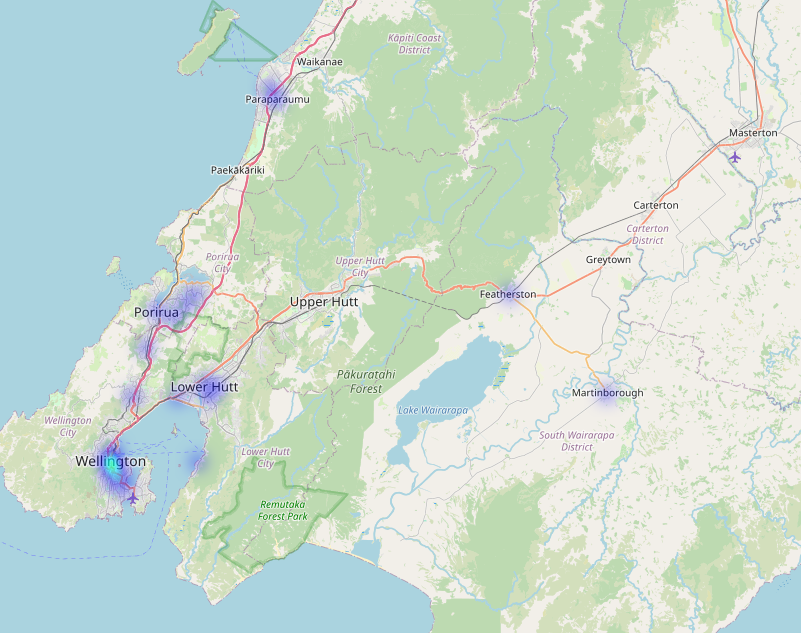 Kāpiti Coast
District
Waikanae
Paraparaumu
Masterton
Paekākāriki
Carterton
Carterton
District
Porirua
City
Upper Hutt
City
Greytown
Featherston
Upper Hutt
Porirua
Pākuratahi
Forest
Lower Hutt
Martinborough
Lake Wairarapa
Wellington
City
South Wairarapa
District
Lower Hutt
City
Wellington
Remutaka
Forest Park